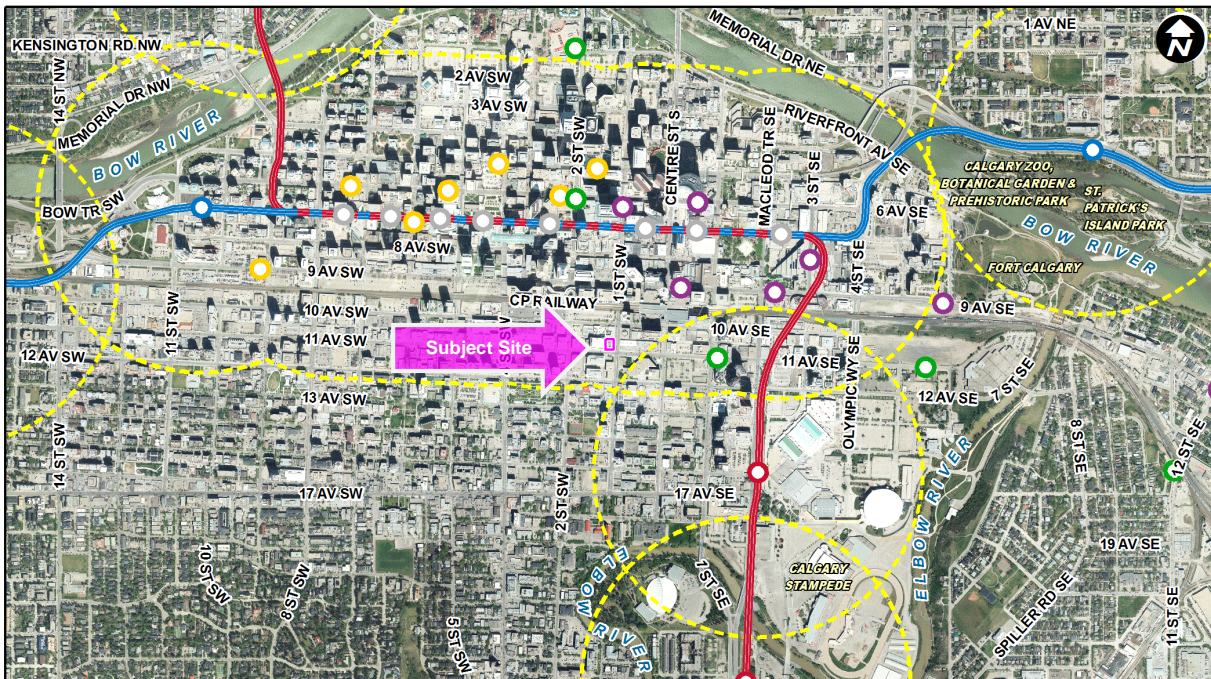 1 AV NE
MEMORIAL DR NE
KENSINGTON RD NW
N
14 ST NW
2 AV SW
MEMORIAL DR NW
3 AV SW
RIVERFRONT AV SE
BOW RIVER
2 ST SW
CENTRE ST S
MACLEOD TR SE
3 ST SE
CALGARY ZOO,
BOTANICAL GARDEN &
PREHISTORIC PARK
ST.
PATRICK'S
ISLAND PARK
BOW TR SW
6 AV SE
BOW RIVER
8 AV SW
4 ST SE
9 AV SW
1 ST SW
FORT CALGARY
CP RAILWAY
9 AV SE
10 AV SW
11 ST SW
10 AV SE
11 AV SW
Subject Site
12 AV SW
11 AV SE
OLYMPIC WY SE
13 AV SW
12 AV SE
7 ST SE
14 ST SW
8 ST SE
12 ST SE
17 AV SW
2 ST SW
17 AV SE
ELBOW RIVER
19 AV SE
10 ST SW
8 ST SW
5 ST SW
ELBOW RIVER
1 ST SE
CALGARY
STAMPEDE
SPILLER RD SE
11 ST SE